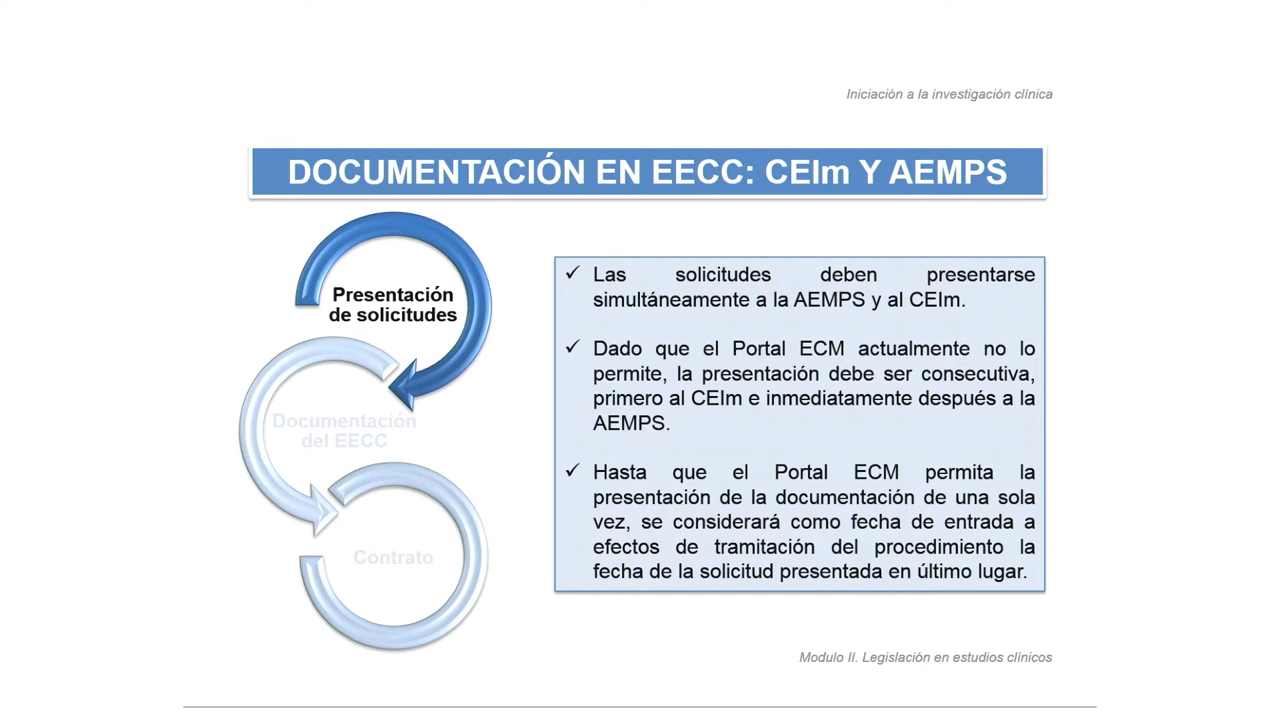 Iniciación a la investigación clínica
DOCUMENTACIÓN EN EECC: CEIm Y AEMPS
Presentación
de solicitudes
Documentación
del EECC
Contrato
✓ Las solicitudes deben presentarse
simultáneamente a la AEMPS y al CEIm.
✓ Dado que el Portal ECM actualmente no lo
permite, la presentación debe ser consecutiva,
primero al CEIm e inmediatamente después a la
AEMPS.
✓ Hasta que el Portal ECM permita la
presentación de la documentación de una sola
vez, se considerará como fecha de entrada a
efectos de tramitación del procedimiento la
fecha de la solicitud presentada en último lugar.
Modulo II. Legislación en estudios clínicos